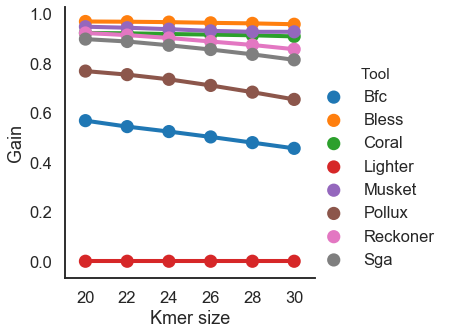 1.0
0.8
0.6
0.4
0.2
0.0
Gain
20 22 24 26 28 30
Kmer size
Tool
Bfc
Bless
Coral
Lighter
Musket
Pollux
Reckoner
Sga